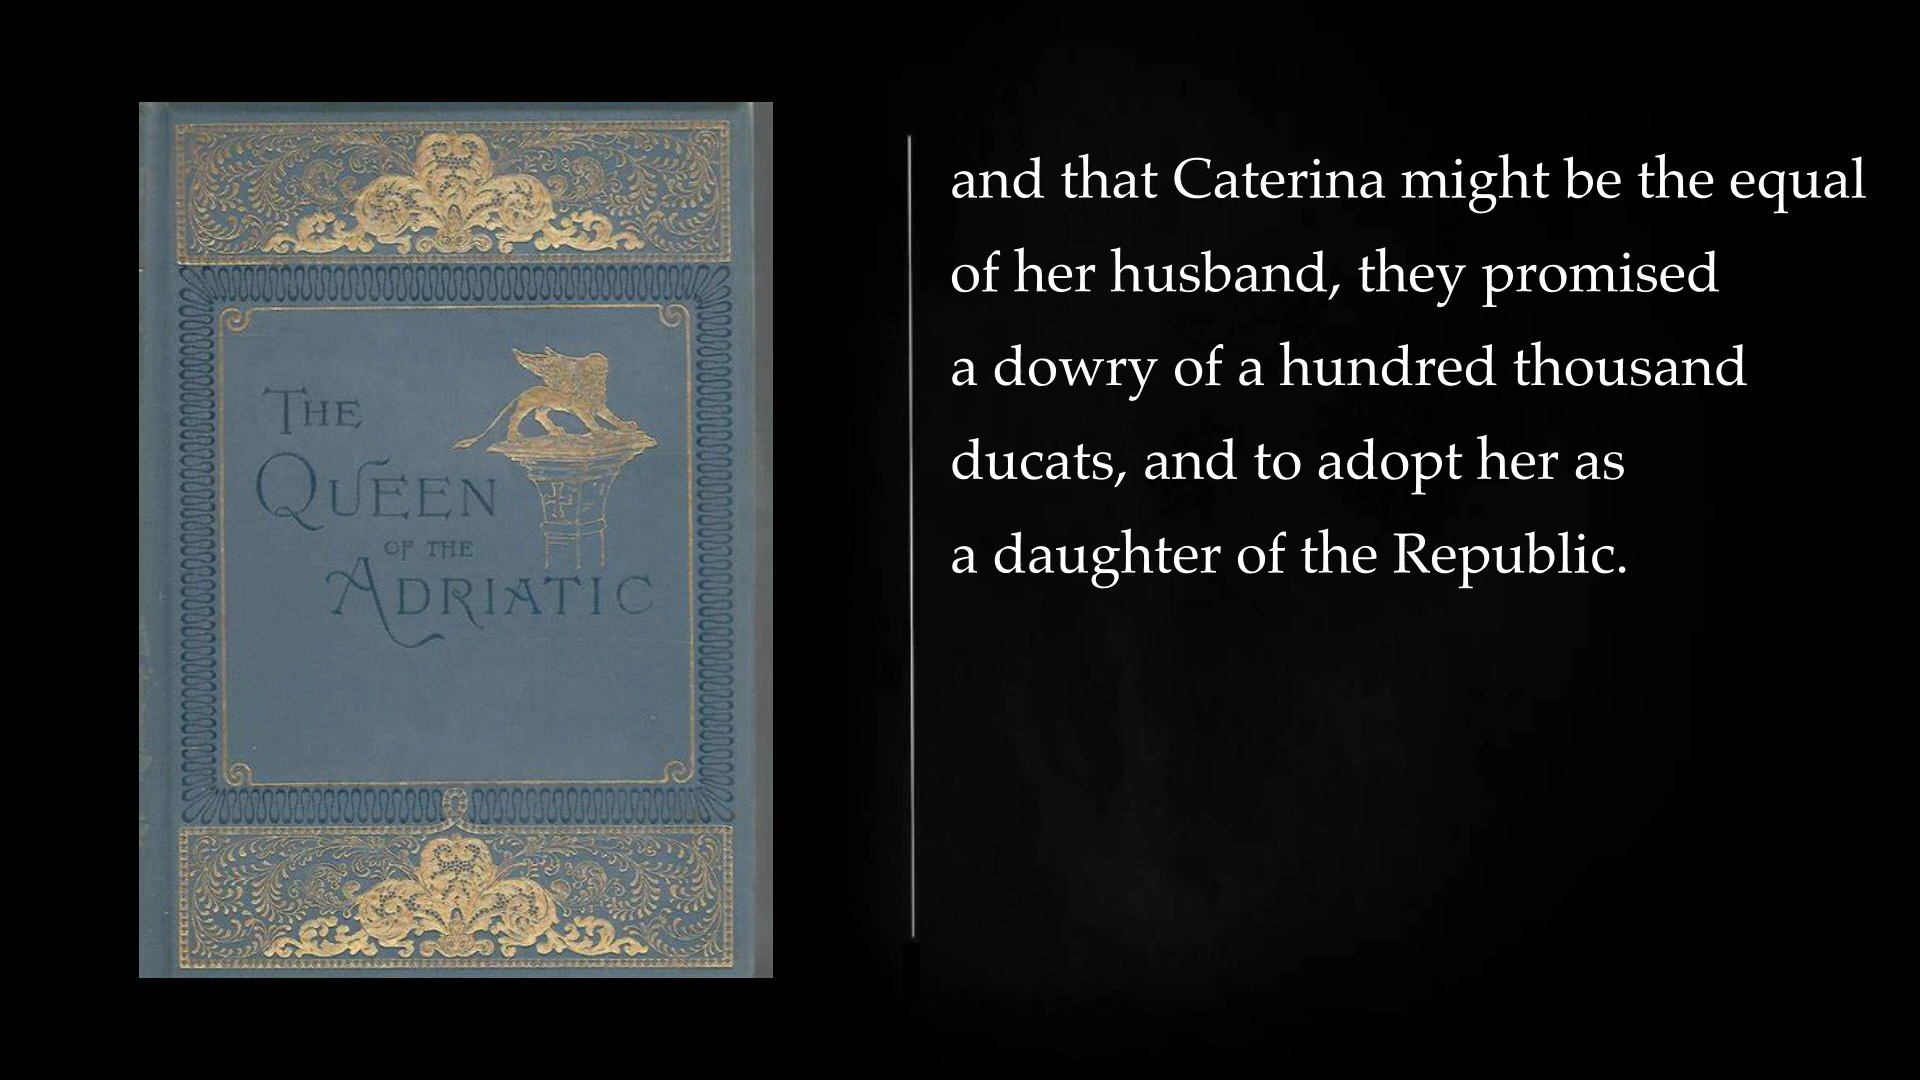 THE
QUEEN
OF THE
ADRIATIC
and that Caterina might be the equal
of her husband, they promised
a dowry of a hundred thousand
ducats, and to adopt her as
a daughter of the Republic.